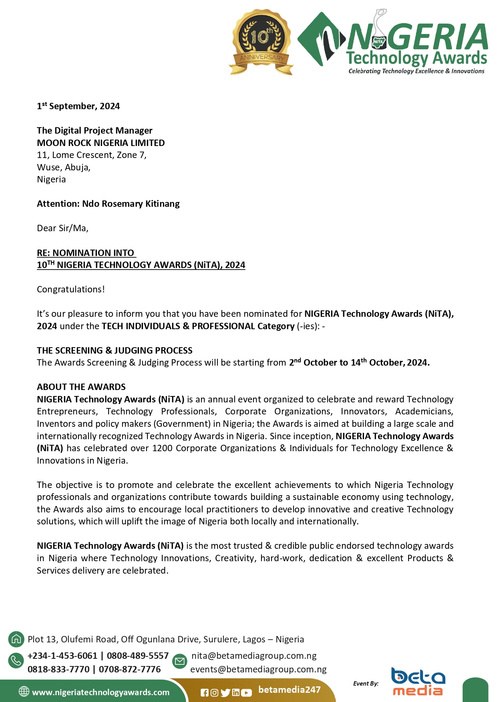 10th
ANNIVERSARY
NiGERIA
Technology Awards
Celebrating Technology Excellence & Innovations
1st September, 2024
The Digital Project Manager
MOON ROCK NIGERIA LIMITED
11, Lome Crescent, Zone 7,
Wuse, Abuja,
Nigeria
Attention: Ndo Rosemary Kitinang
Dear Sir/Ma,
RE: NOMINATION INTO
10TH NIGERIA TECHNOLOGY AWARDS (NiTA), 2024
Congratulations!
It's our pleasure to inform you that you have been nominated for NIGERIA Technology Awards (NiTA),
2024 under the TECH INDIVIDUALS & PROFESSIONAL Category (-ies): -
THE SCREENING & JUDGING PROCESS
The Awards Screening & Judging Process will be starting from 2nd October to 14th October, 2024.
ABOUT THE AWARDS
NIGERIA Technology Awards (NiTA) is an annual event organized to celebrate and reward Technology
Entrepreneurs, Technology Professionals, Corporate Organizations, Innovators, Academicians,
Inventors and policy makers (Government) in Nigeria; the Awards is aimed at building a large scale and
internationally recognized Technology Awards in Nigeria. Since inception, NIGERIA Technology Awards
(NiTA) has celebrated over 1200 Corporate Organizations & Individuals for Technology Excellence &
Innovations in Nigeria.
The objective is to promote and celebrate the excellent achievements to which Nigeria Technology
professionals and organizations contribute towards building a sustainable economy using technology,
the Awards also aims to encourage local practitioners to develop innovative and creative Technology
solutions, which will uplift the image of Nigeria both locally and internationally.
NIGERIA Technology Awards (NiTA) is the most trusted & credible public endorsed technology awards
in Nigeria where Technology Innovations, Creativity, hard-work, dedication & excellent Products &
Services delivery are celebrated.
Plot 13, Olufemi Road, Off Ogunlana Drive, Surulere, Lagos – Nigeria
+234-1-453-6061 | 0808-489-5557
0818-833-7770 | 0708-872-7776
nita@betamediagroup.com.ng
events@betamediagroup.com.ng
www.nigeriatechnologyawards.com
betamedia247
Event By:
beta
media